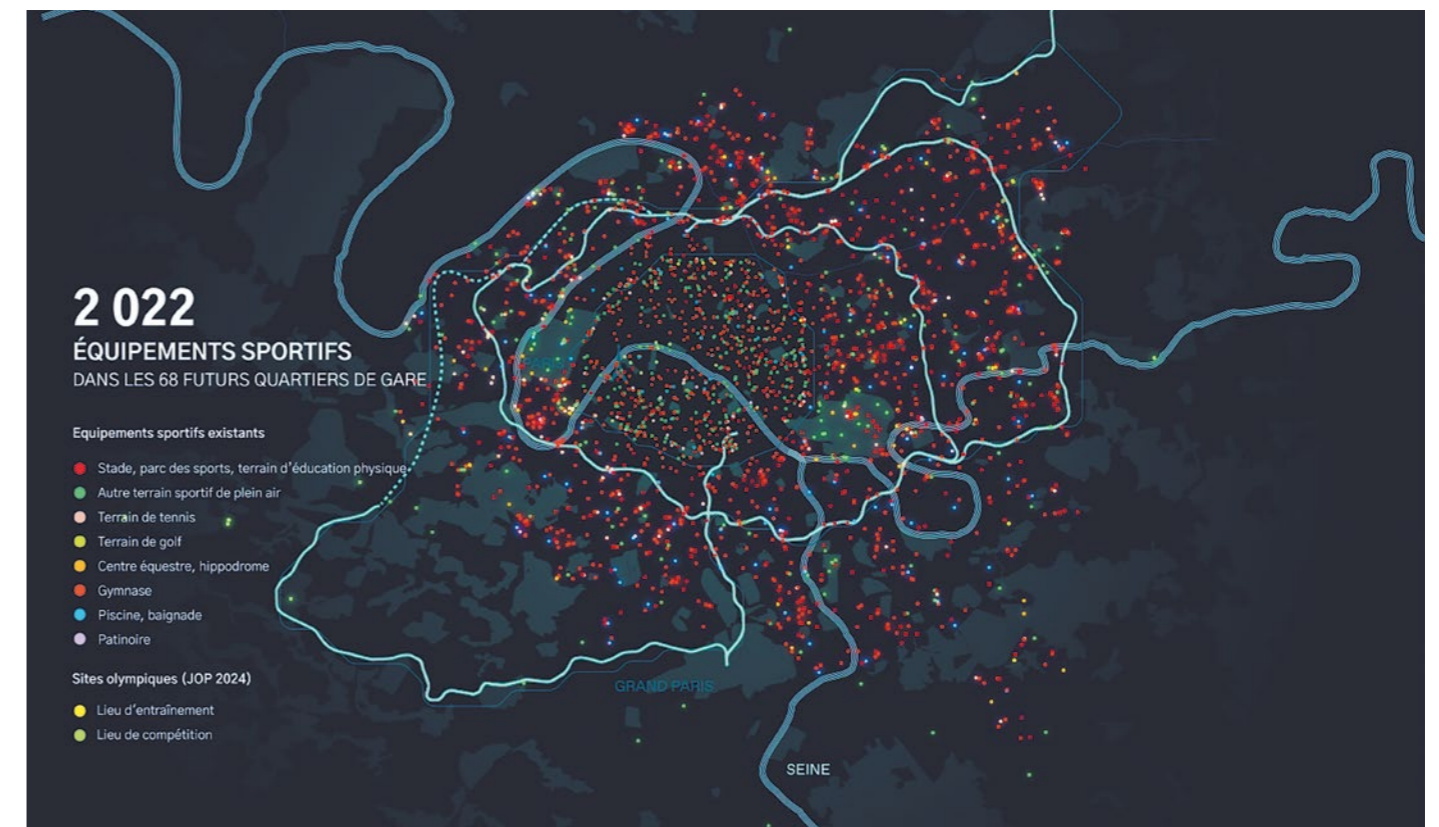 2 022
ÉQUIPEMENTS SPORTIFS
DANS LES 68 FUTURS QUARTIERS DE GARE
Equipements sportifs existants
Stade, parc des sports, terrain d'éducation physique
Autre terrain sportif de plein air
Terrain de tennis
Terrain de golf
Centre équestre, hippodrome
Gymnase
Piscine, baignade
Patinoire
Sites olympiques (JOP 2024)
Lieu d'entraînement
Lieu de compétition
GRAND PARIS
SEINE